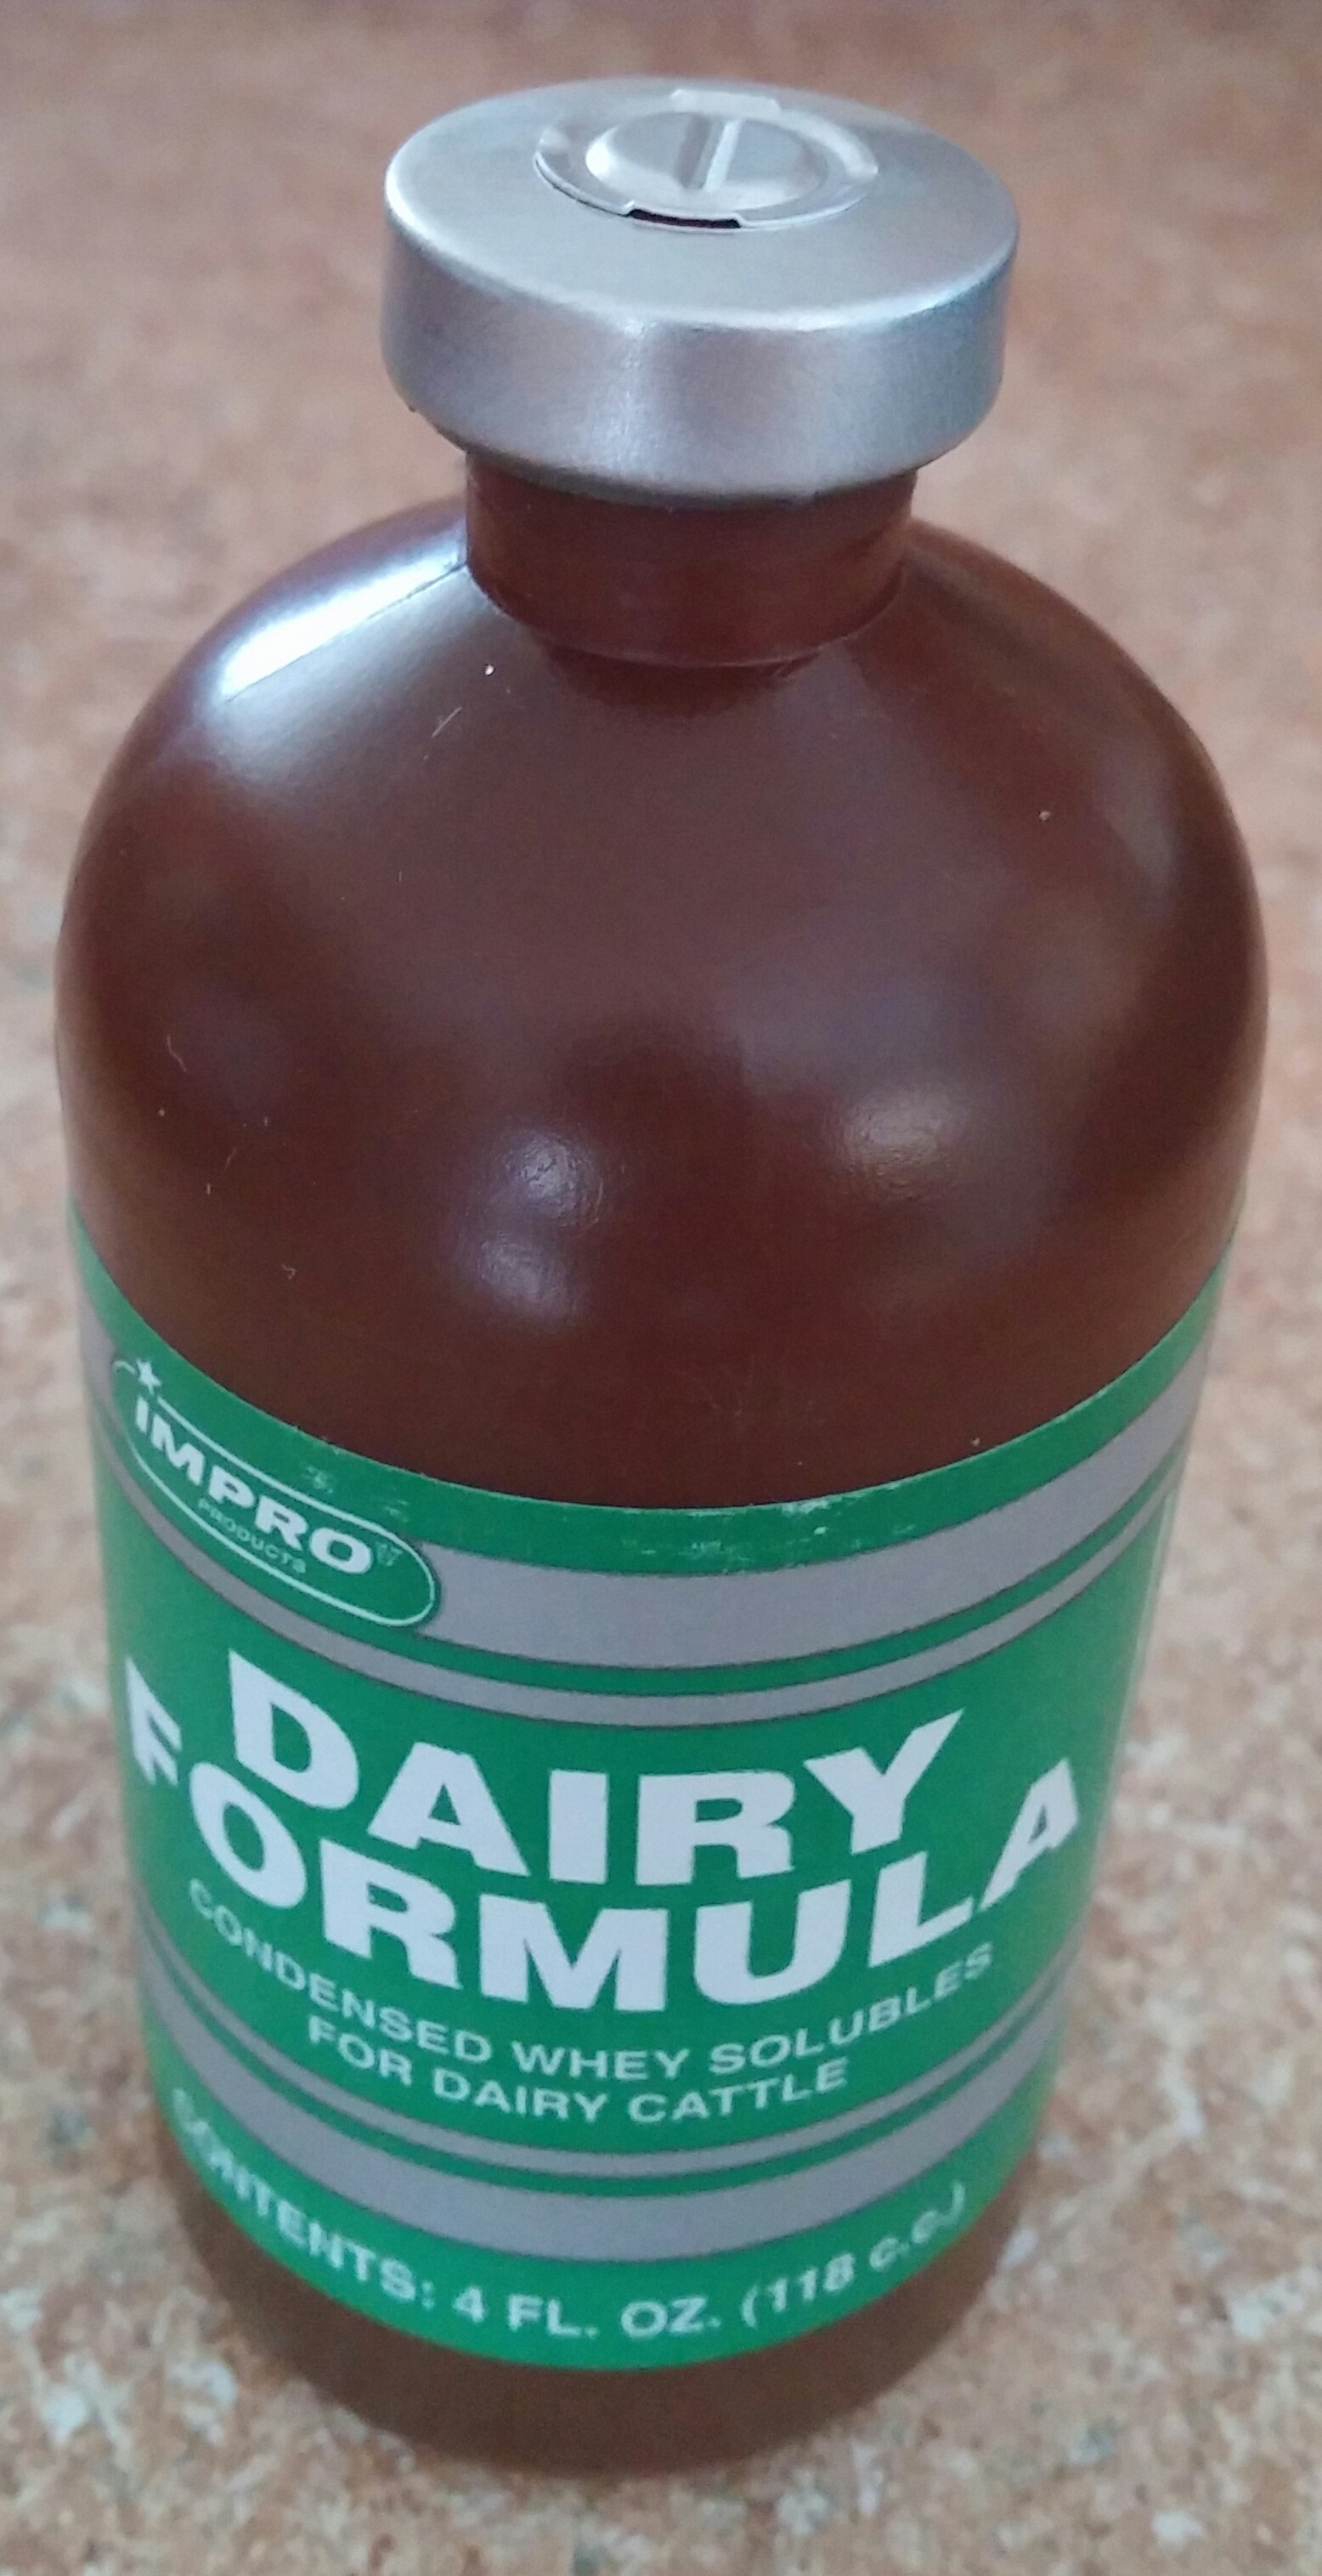 IMPRO
PRODUCTS
DAIRY
FORMULA
CONDENSED WHEY SOLUBLES
FOR DAIRY CATTLE
CONTENTS: 4 FL. OZ. (118 c.c.)